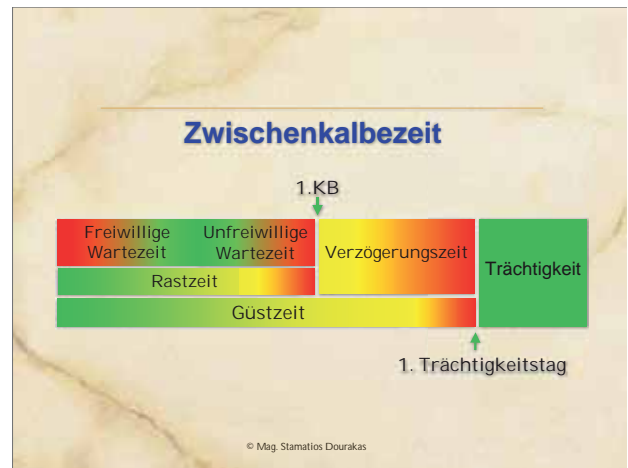 Zwischenkalbezeit
1.KB
Freiwillige Wartezeit
Unfreiwillige Wartezeit
Verzögerungszeit
Trächtigkeit
Rastzeit
Güstzeit
1. Trächtigkeitstag
© Mag. Stamatios Dourakas